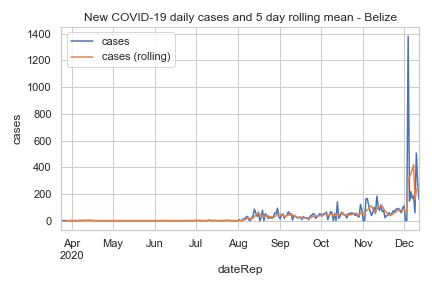 New COVID-19 daily cases and 5 day rolling mean - Belize
cases
cases (rolling)
1400
1200
1000
800
600
400
200
0
cases
Apr May Jun Jul Aug Sep Oct Nov Dec
2020
dateRep